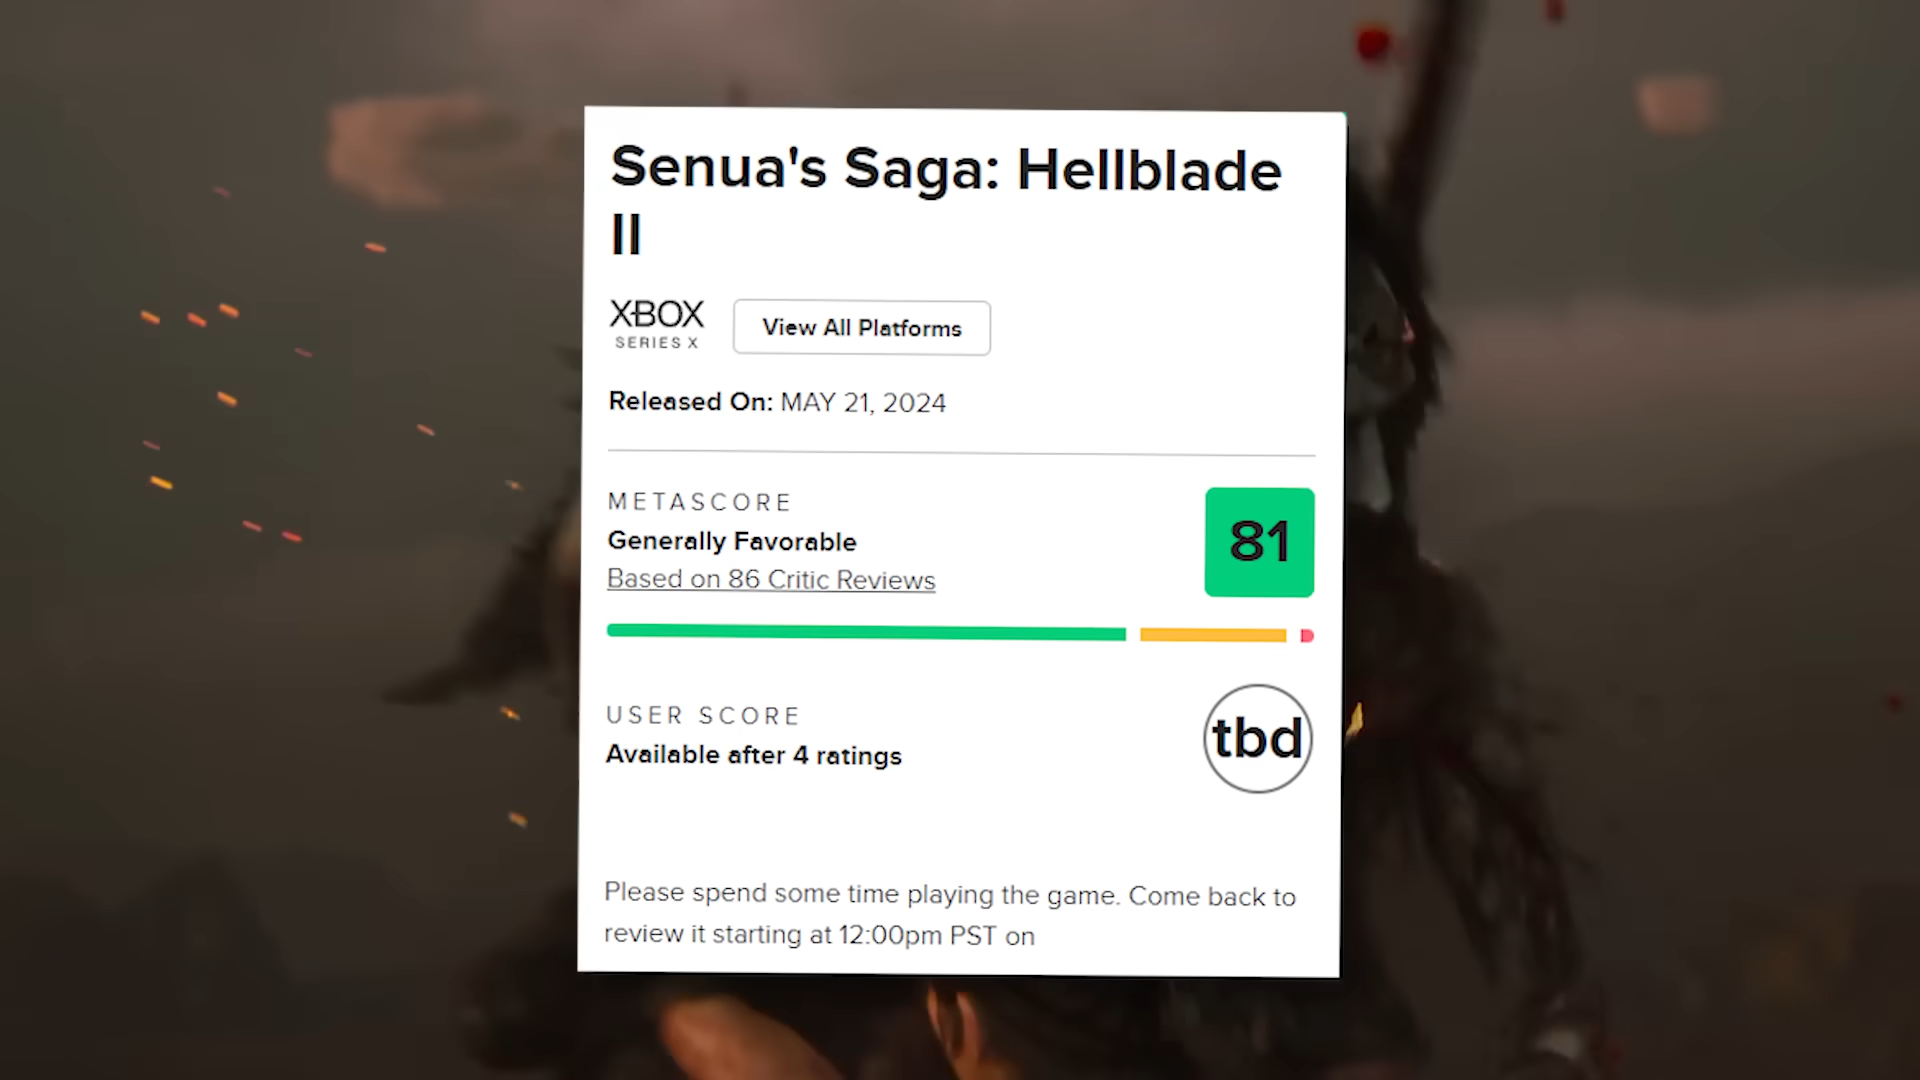 Senua's Saga: Hellblade
II
XBOX
SERIES X
View All Platforms
Released On: MAY 21, 2024
METASCORE
Generally Favorable
Based on 86 Critic Reviews
81
USER SCORE
Available after 4 ratings
tbd
Please spend some time playing the game. Come back to
review it starting at 12:00pm PST on